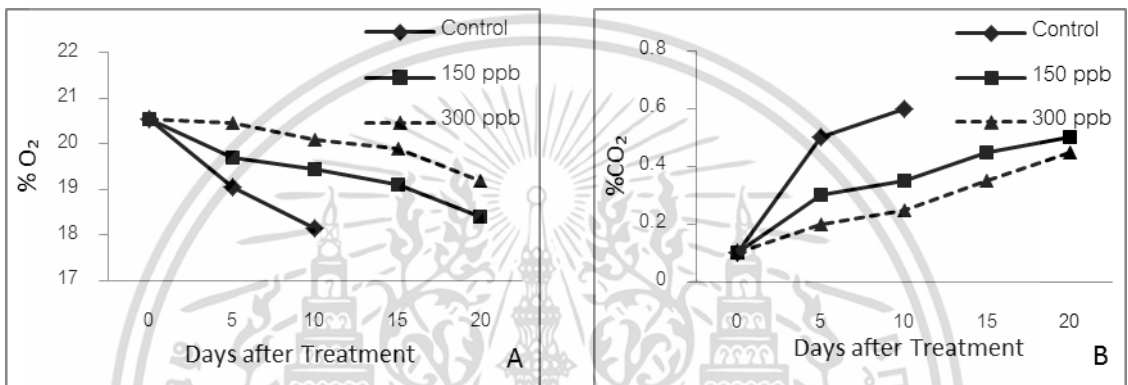 22
21
20
19
18
17
% O₂
0 5 10 15 20
Days after Treatment
A
Control
150 ppb
300 ppb
0.8
0.6
0.4
0.2
0
%CO₂
0 5 10 15 20
Days after Treatment
B
Control
150 ppb
300 ppb